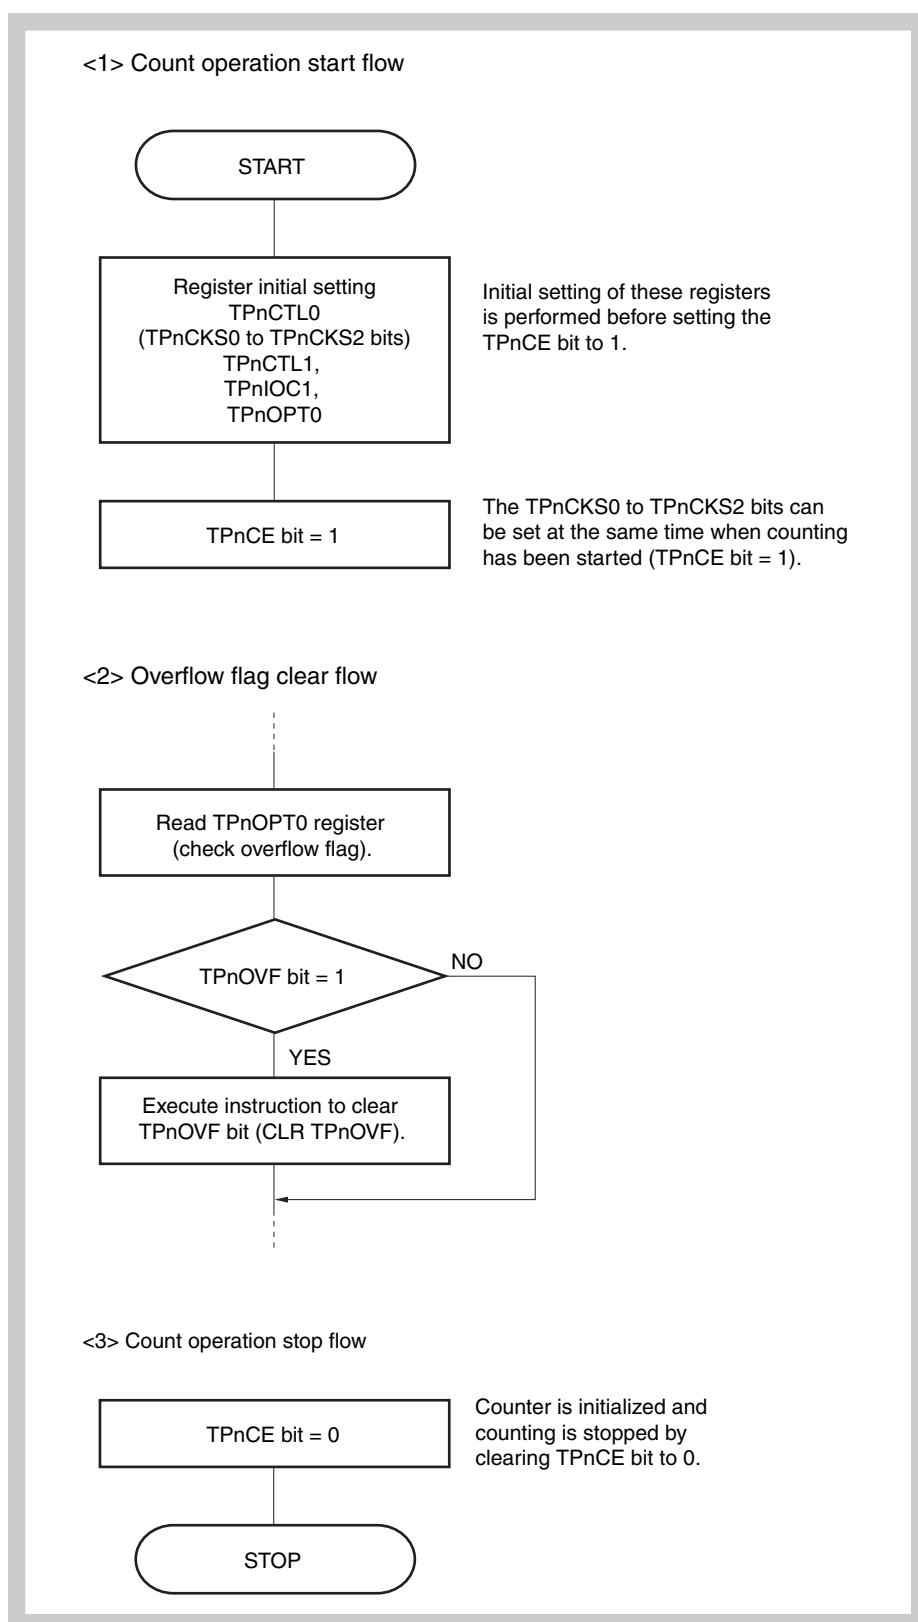 <1> Count operation start flow
START
Register initial setting
TPnCTL0
(TPnCKS0 to TPnCKS2 bits)
TPnCTL1,
TPnIOC1,
TPnOPT0
Initial setting of these registers
is performed before setting the
TPnCE bit to 1.
TPnCE bit = 1
The TPnCKS0 to TPnCKS2 bits can
be set at the same time when counting
has been started (TPnCE bit = 1).
<2> Overflow flag clear flow
Read TPnOPT0 register
(check overflow flag).
TPnOVF bit = 1
NO
YES
Execute instruction to clear
TPnOVF bit (CLR TPnOVF).
<3> Count operation stop flow
TPnCE bit = 0
Counter is initialized and
counting is stopped by
clearing TPnCE bit to 0.
STOP